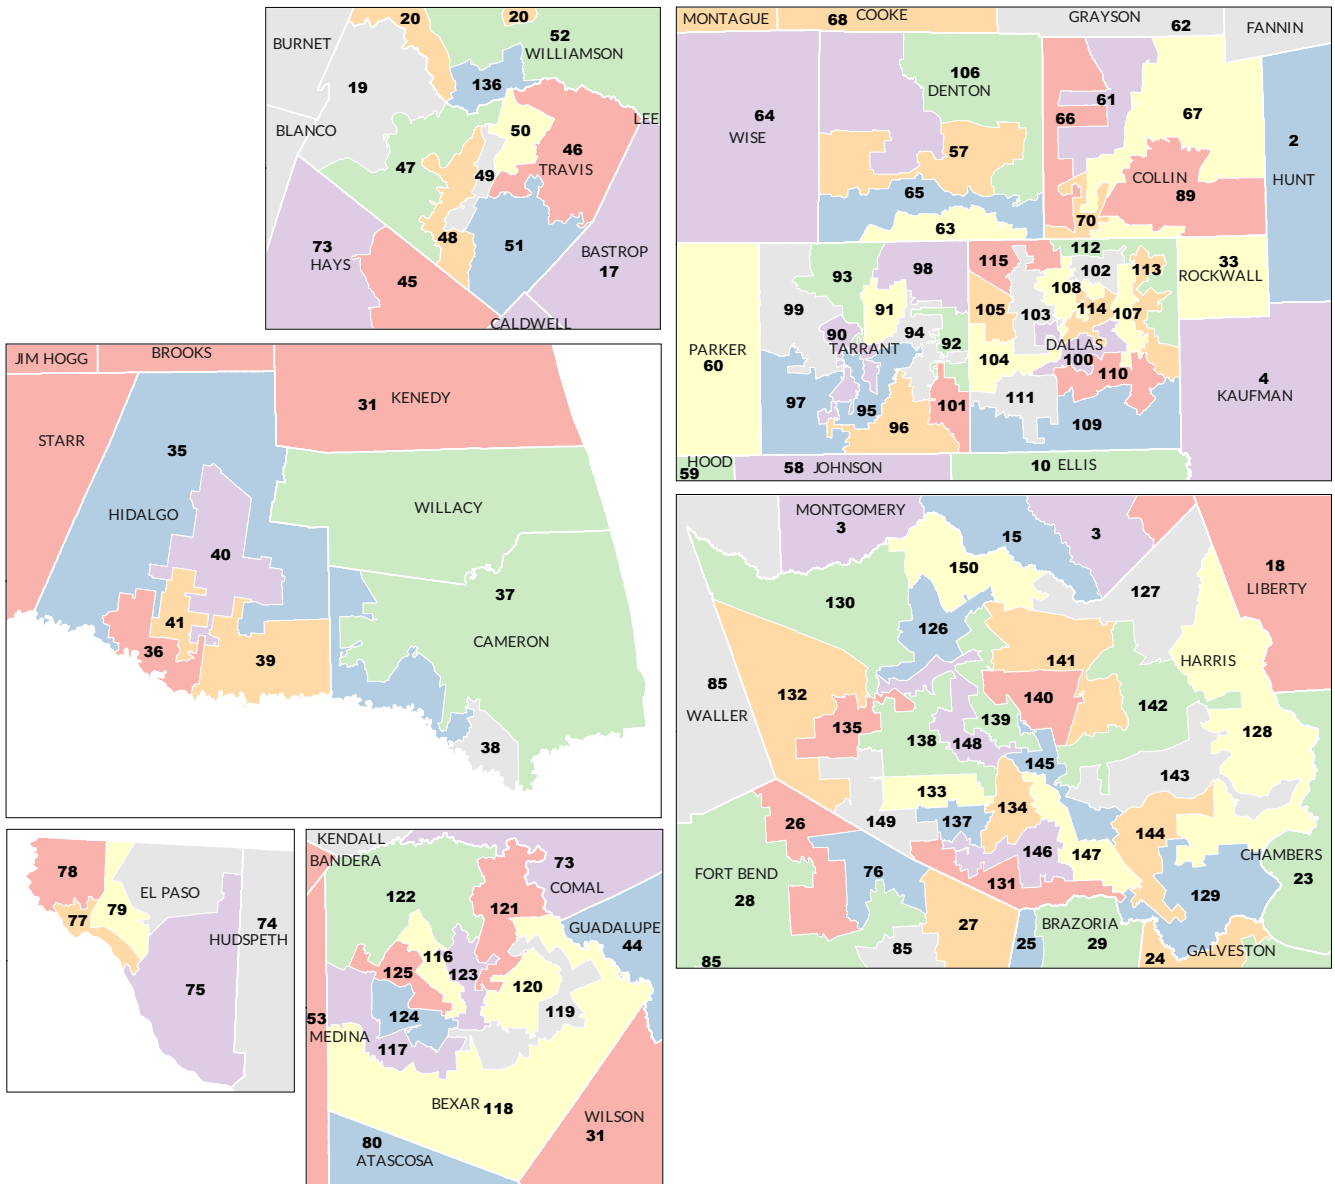 20
20
52
WILLIAMSON
BURNET
19
136
BLANCO
50
LEE
46
TRAVIS
47
49
73
HAYS
48
51
BASTROP
17
45
CALDWELL
MONTAGUE
68
COOKE
GRAYSON
62
FANNIN
106
DENTON
64
WISE
61
66
67
2
HUNT
57
COLLIN
89
65
70
63
112
93
98
115
102
113
33
ROCKWALL
108
99
91
105
103
114
107
90
94
92
TARRANT
DALLAS
104
100
PARKER
60
110
4
KAUFMAN
97
95
101
111
96
109
HOOD
59
58 JOHNSON
10 ELLIS
JIM HOGG
BROOKS
31
KENEDY
STARR
35
HIDALGO
WILLACY
40
37
41
36
39
CAMERON
38
MONTGOMERY
3
15
3
150
18
LIBERTY
130
127
126
141
HARRIS
85
WALLER
132
140
142
135
139
138
148
128
145
143
133
134
26
149
137
144
146
147
CHAMBERS
23
FORT BEND
28
76
131
129
27
BRAZORIA
29
85
25
85
24
GALVESTON
78
EL PASO
79
77
74
HUDSPETH
75
KENDALL
BANDERA
73
COMAL
122
121
GUADALUPE
44
116
125
123
120
119
53
MEDINA
124
117
BEXAR 118
WILSON
31
80
ATASCOSA